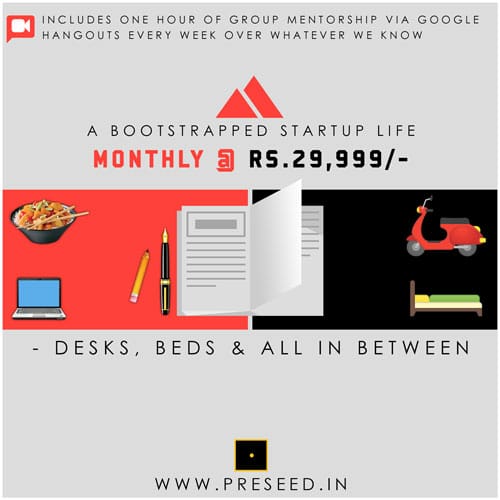 INCLUDES ONE HOUR OF GROUP MENTORSHIP VIA GOOGLE
HANGOUTS EVERY WEEK OVER WHATEVER WE KNOW
A BOOTSTRAPPED STARTUP LIFE
MONTHLY @ RS.29,999/-
- DESKS, BEDS & ALL IN BETWEEN
WWW.PRESEED.IN